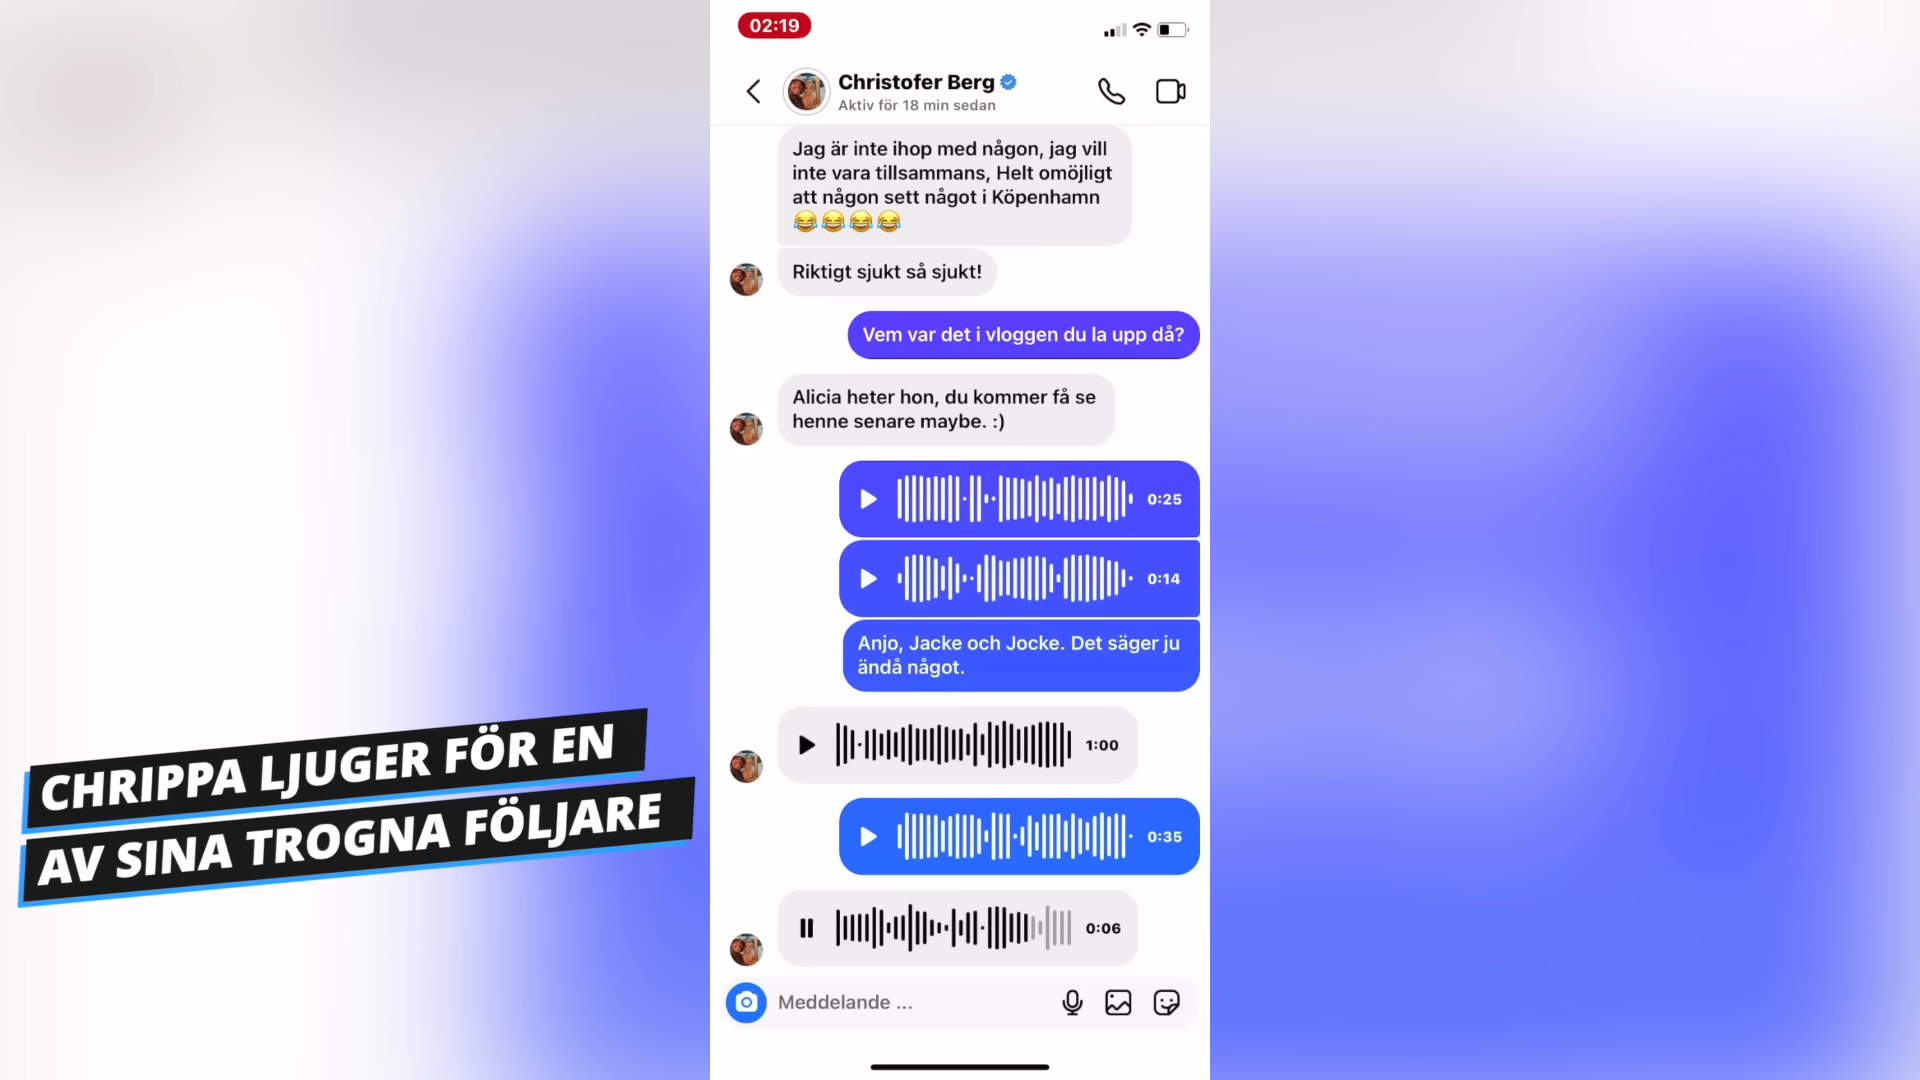 02:19
Christofer Berg
Aktiv för 18 min sedan
Jag är inte ihop med någon, jag vill
inte vara tillsammans, Helt omöjligt
att någon sett något i Köpenhamn
😂😂😂😂
Riktigt sjukt så sjukt!
Vem var det i vloggen du la upp då?
Alicia heter hon, du kommer få se
henne senare maybe. :)
0:25
0:14
Anjo, Jacke och Jocke. Det säger ju
ändå något.
1:00
0:35
0:06
Meddelande ...
CHRIPPA LJUGER FÖR EN
AV SINA TROGNA FÖLJARE